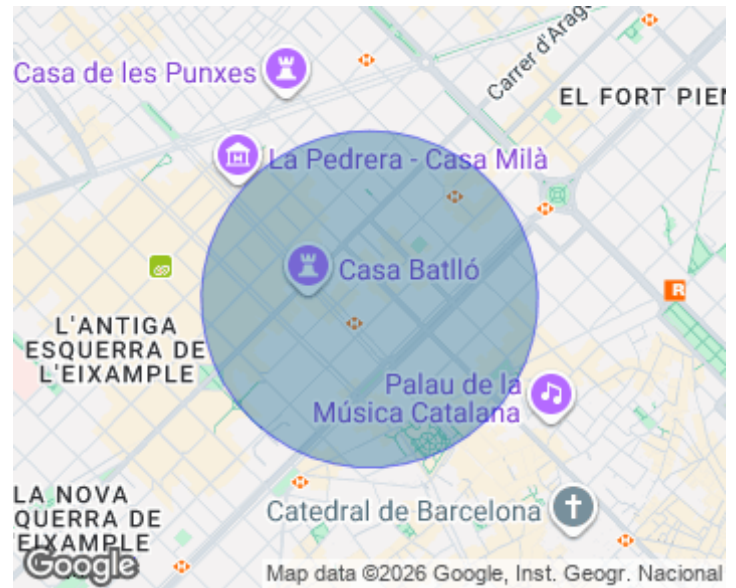 Casa de les Punxes
Carrer d'Arag
EL FORT PIEN
La Pedrera - Casa Milà
Casa Batlló
R
L'ANTIGA
ESQUERRA DE
L'EIXAMPLE
Palau de la
Música Catalana
LA NOVA
QUERRA DE
EIXAMPLE
Catedral de Barcelona
Google
Map data ©2026 Google, Inst. Geogr. Nacional